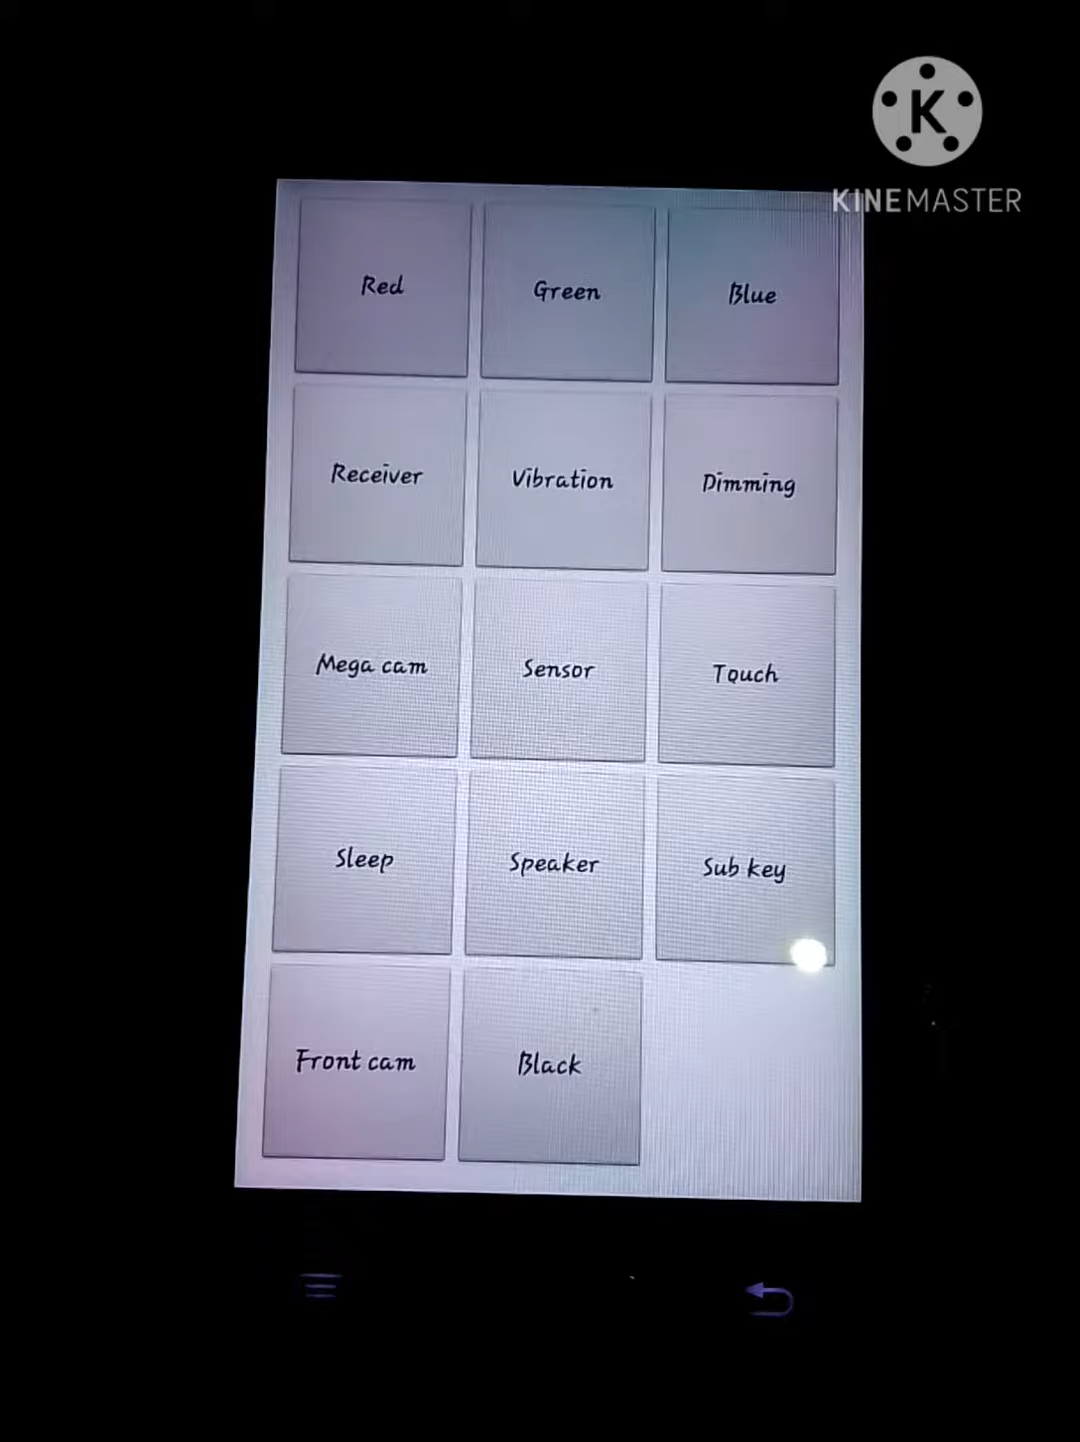 K
KINEMASTER
Red
Green
Blue
Receiver
Vibration
Dimming
Mega cam
Sensor
Touch
Sleep
Speaker
Sub key
Front cam
Black